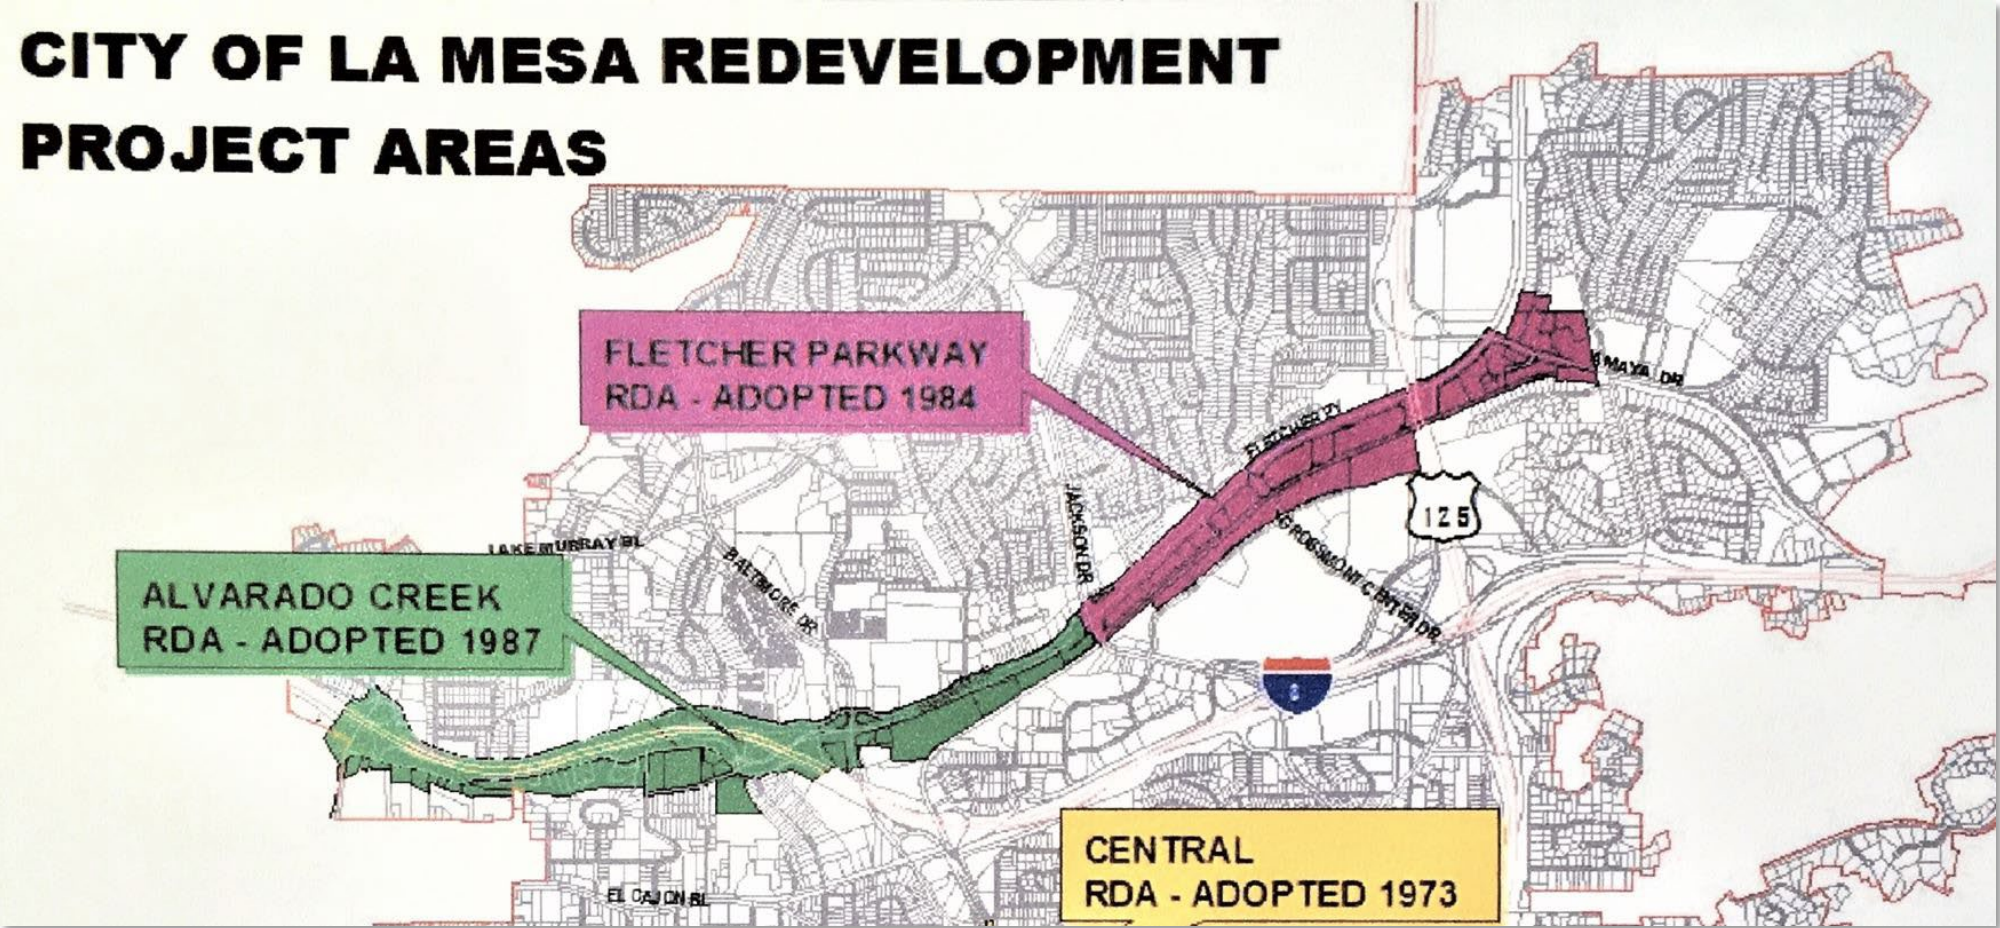 CITY OF LA MESA REDEVELOPMENT
PROJECT AREAS
FLETCHER PARKWAY
RDA - ADOPTED 1984
AMAYA DR
FLETCHER PY
125
JACKSON DR
GROSSMONT CENTER DR
LAKE MURRAY BL
BALTIMORE DR
ALVARADO CREEK
RDA - ADOPTED 1987
8
CENTRAL
RDA - ADOPTED 1973
EL CAJON BL